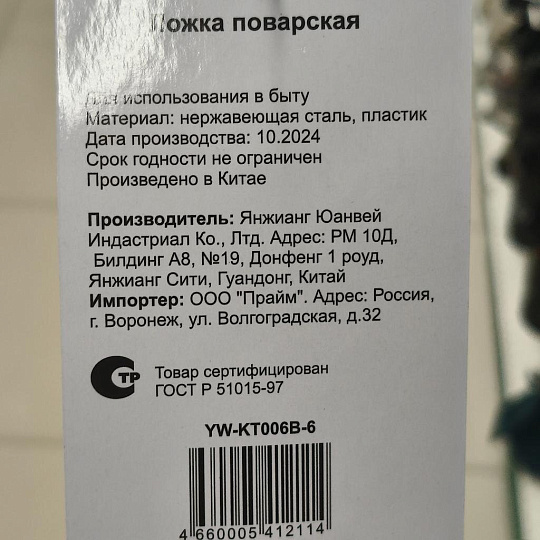 Ложка поварская
Для использования в быту
Материал: нержавеющая сталь, пластик
Дата производства: 10.2024
Срок годности не ограничен
Произведено в Китае
Производитель: Янжианг Юанвей
Индастриал Ко., Лтд. Адрес: РМ 10Д,
Билдинг А8, №19, Донфенг 1 роуд,
Янжианг Сити, Гуандонг, Китай
Импортер: ООО "Прайм". Адрес: Россия,
г. Воронеж, ул. Волгоградская, д.32
СТР
Товар сертифицирован
ГОСТ Р 51015-97
YW-KT006B-6
4 660005 412114